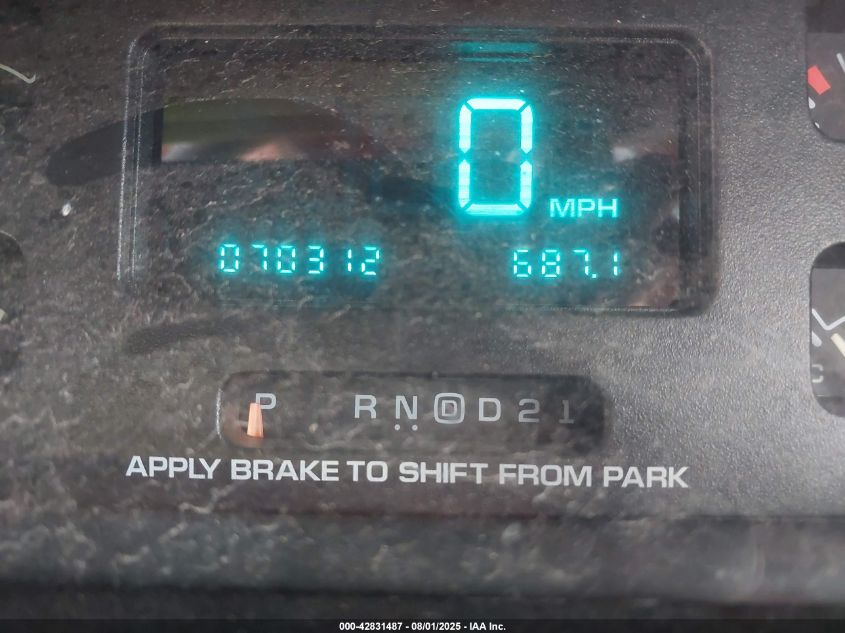 0
MPH
070312 687.1
P R N D D 2 1
APPLY BRAKE TO SHIFT FROM PARK
C
000-42831487 - 08/01/2025 - IAA Inc.